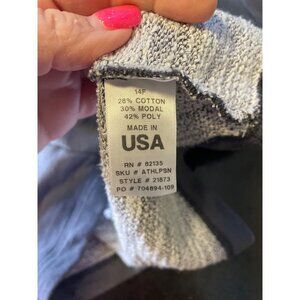 14F
28% COTTON
30% MODAL
42% POLY
MADE IN
USA
RN # 82135
SKU # ATHLPSN
STYLE # 21873
PO # 704894-109